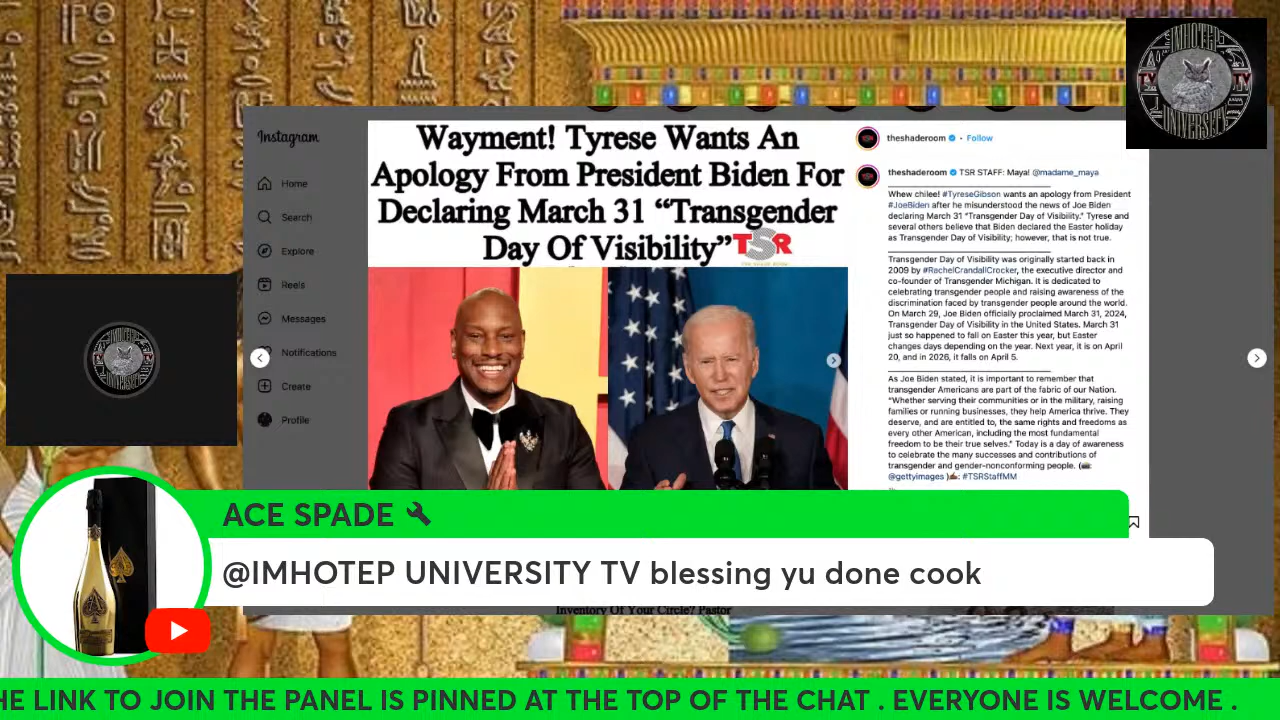 IMHOTEP
TV TV
UNIVERSITY
Instagram
Home
Search
Explore
Reels
Messages
Notifications
Create
Profile
Wayment! Tyrese Wants An
Apology From President Biden For
Declaring March 31 “Transgender
Day Of Visibility”
TSR
theshaderoom • Follow
theshaderoom TSR STAFF: Maya! @madame_maya
Whew chilee! #TyreseGibson wants an apology from President
#JoeBiden after he misunderstood the news of Joe Biden
declaring March 31 “Transgender Day of Visibility.” Tyrese and
several others believe that Biden declared the Easter holiday
as Transgender Day of Visibility; however, that is not true.
Transgender Day of Visibility was originally started back in
2009 by #RachelCrandallCrocker, the executive director and
co-founder of Transgender Michigan. It is dedicated to
celebrating transgender people and raising awareness of the
discrimination faced by transgender people around the world.
On March 29, Joe Biden officially proclaimed March 31, 2024,
Transgender Day of Visibility in the United States. March 31
just so happened to fall on Easter this year, but Easter
changes days depending on the year. Next year, it is on April
20, and in 2026, it falls on April 5.
As Joe Biden stated, it is important to remember that
transgender Americans are part of the fabric of our Nation.
“Whether serving their communities or in the military, raising
families or running businesses, they help America thrive. They
deserve, and are entitled to, the same rights and freedoms as
every other American, including the most fundamental
freedom to be their true selves.” Today is a day of awareness
to celebrate the many successes and contributions of
transgender and gender-nonconforming people. (📷:
@gettyimages )✍🏾: #TSRStaffMM
ACE SPADE
@IMHOTEP UNIVERSITY TV blessing yu done cook
Inventory Of Your Circle? Pastor
HE LINK TO JOIN THE PANEL IS PINNED AT THE TOP OF THE CHAT . EVERYONE IS WELCOME .